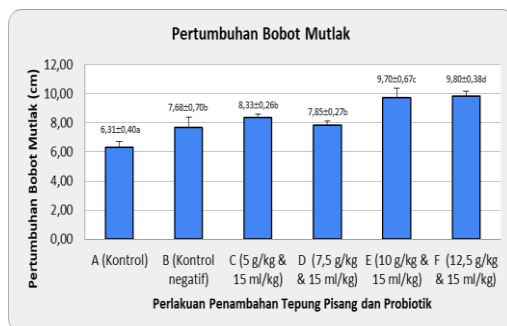 Pertumbuhan Bobot Mutlak
Pertumbuhan Bobot Mutlak (cm)
12,00
10,00
8,00
6,00
4,00
2,00
0,00
6,31±0,40a
7,68±0,70b
8,33±0,26b
7,85±0,27b
9,70±0,67c
9,80±0,38d
A (Kontrol)
B (Kontrol
negatif)
C (5 g/kg &
15 ml/kg)
D (7,5 g/kg
& 15 ml/kg)
E (10 g/kg &
15 ml/kg)
F (12,5 g/kg
& 15 ml/kg)
Perlakuan Penambahan Tepung Pisang dan Probiotik